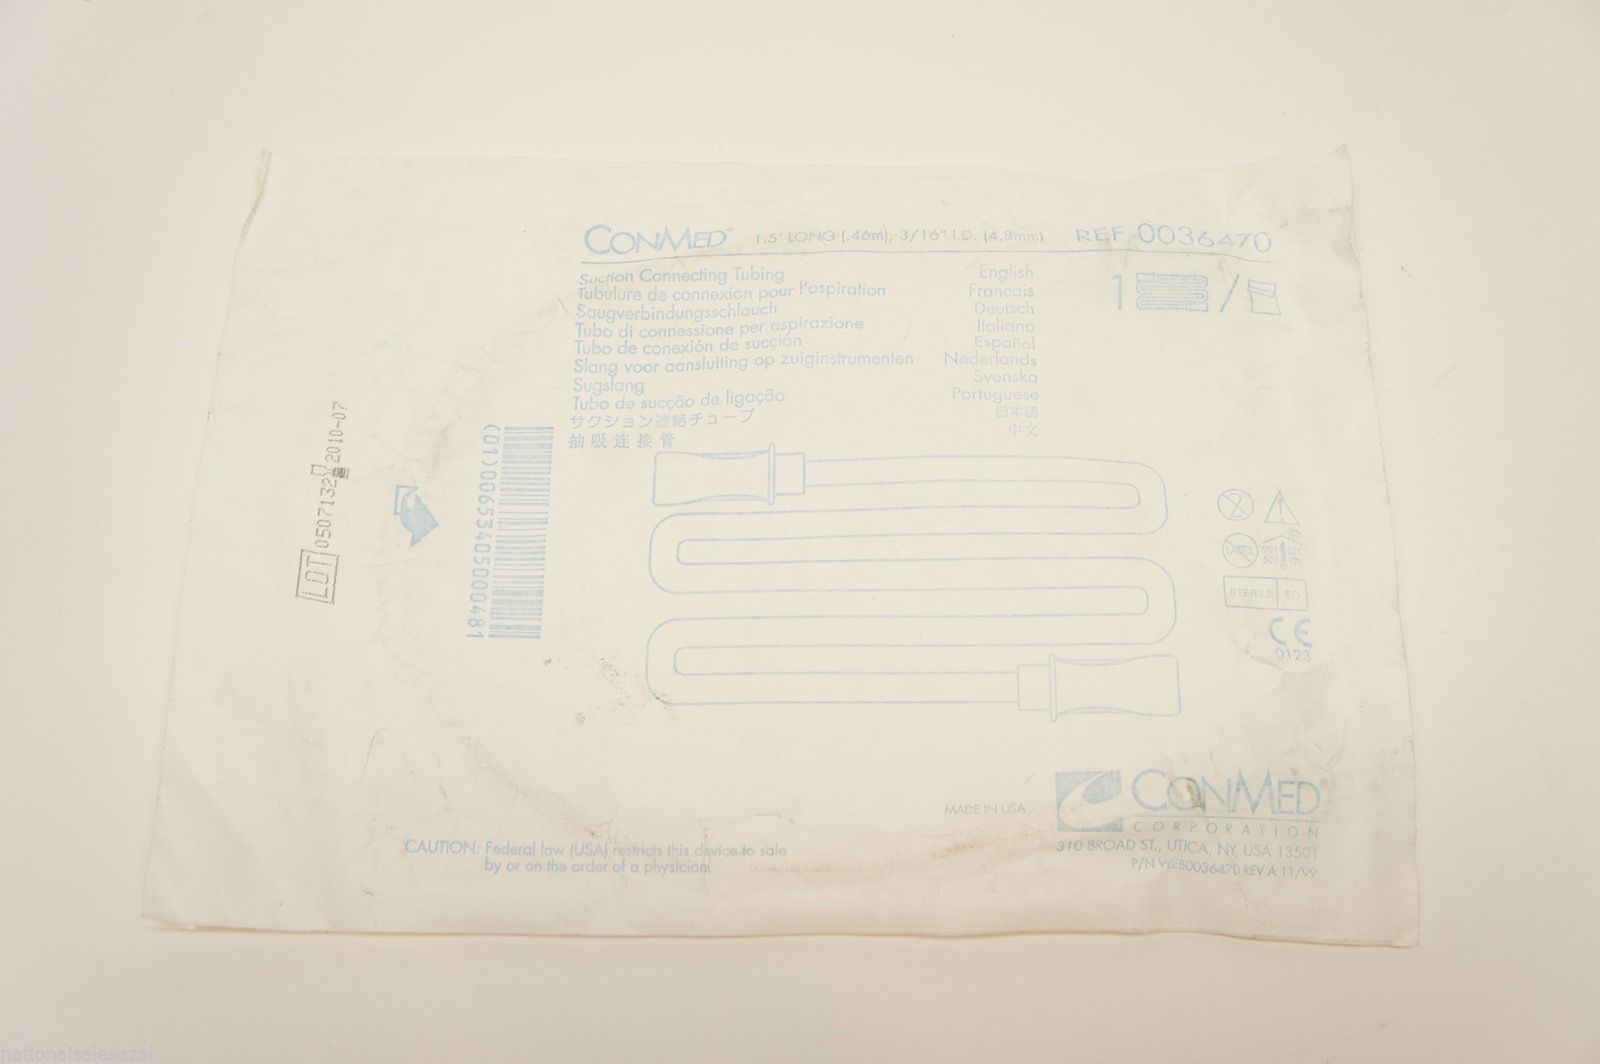 CONMED® 1.5' LONG (.46m), 3/16" I.D. (4.8mm) REF 0036470
Suction Connecting Tubing English
Tubulure de connexion pour l'aspiration Francais
Saugverbindungsschlauch Deutsch
Tubo di connessione per aspirazione Italiano
Tubo de conexión de succión Español
Slang voor aansluiting op zuiginstrumenten Nederlands
Sugslang Svenska
Tubo de sucção de ligação Portuguese
サクション連結チューブ 日本語
抽吸连接管 中文
1 /
LOT 0507132 2010-07
(01)00653405000481
2
LATEX
STERILE EO
CE
0123
MADE IN USA
CONMED®
CORPORATION
310 BROAD ST., UTICA, NY, USA 13501
P/N WEB0036470 REV A 11/99
CAUTION: Federal law (USA) restricts this device to sale
by or on the order of a physician.
nationalsalesazal